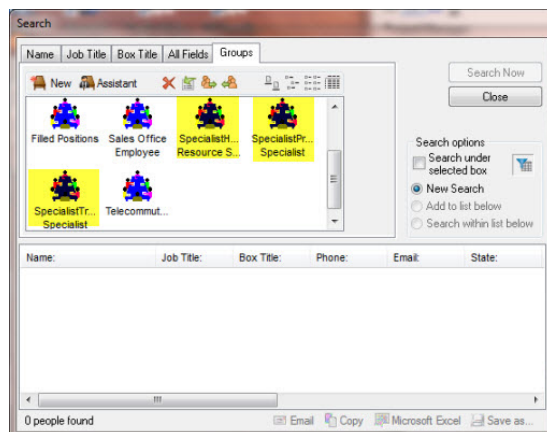 Search
Name Job Title Box Title All Fields Groups
New Assistant
Search Now
Close
Filled Positions Sales Office Employee SpecialistH... Resource S... SpecialistPr... Specialist
SpecialistTr... Specialist Telecommut...
Search options
Search under selected box
New Search
Add to list below
Search within list below
Name: Job Title: Box Title: Phone: Email: State:
0 people found Email Copy Microsoft Excel Save as...